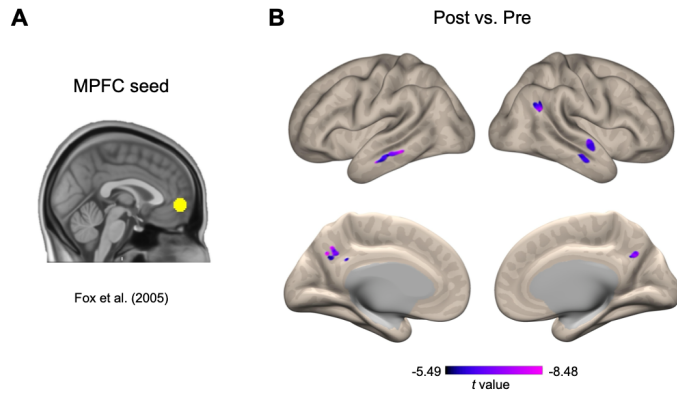 A
MPFC seed
Fox et al. (2005)
B
Post vs. Pre
-5.49
-8.48
t value